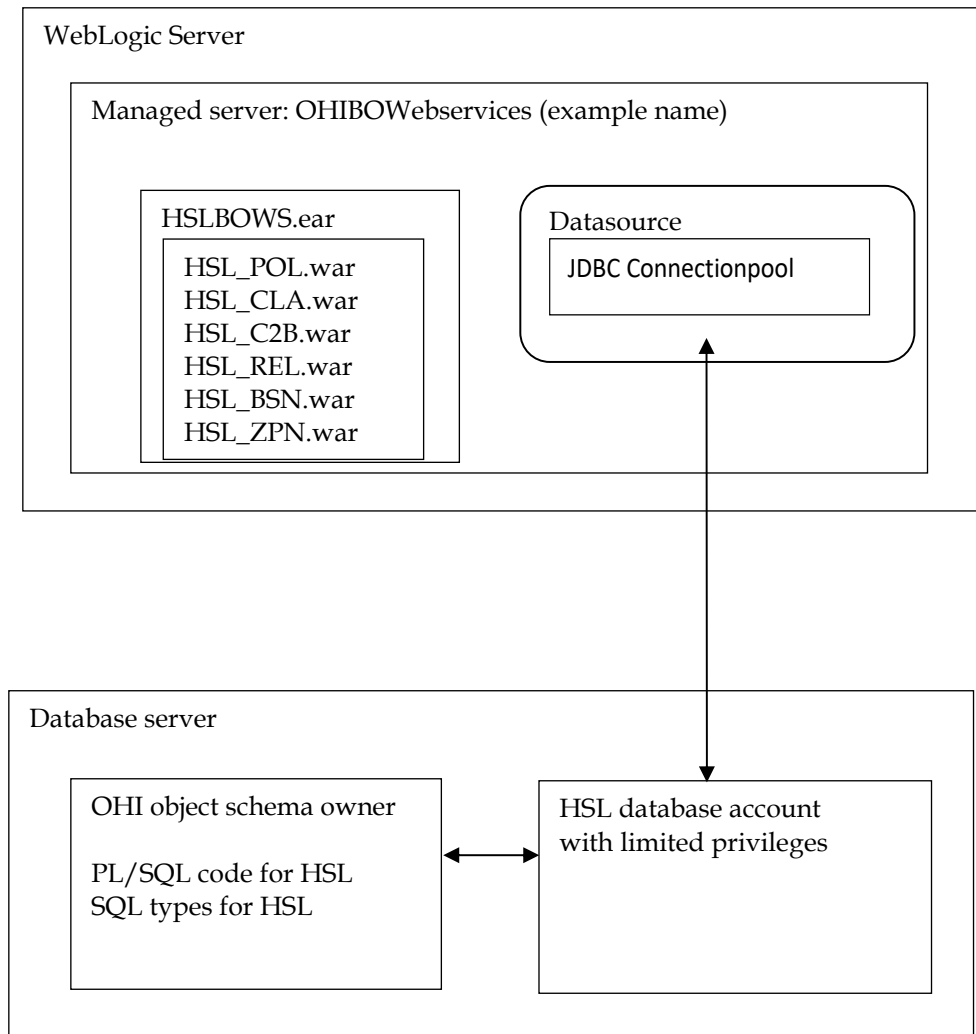 WebLogic Server
Managed server: OHIBOWebservices (example name)
HSLBOWS.ear
HSL_POL.war
HSL_CLA.war
HSL_C2B.war
HSL_REL.war
HSL_BSN.war
HSL_ZPN.war
Datasource
JDBC Connectionpool
Database server
OHI object schema owner
PL/SQL code for HSL
SQL types for HSL
HSL database account
with limited privileges